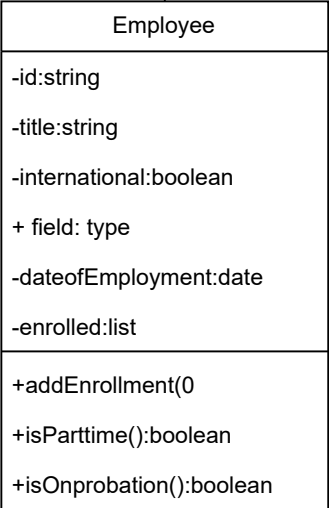 Employee
-id:string
-title:string
-international:boolean
+ field: type
-dateofEmployment:date
-enrolled:list
+addEnrollment(0
+isParttime():boolean
+isOnprobation():boolean